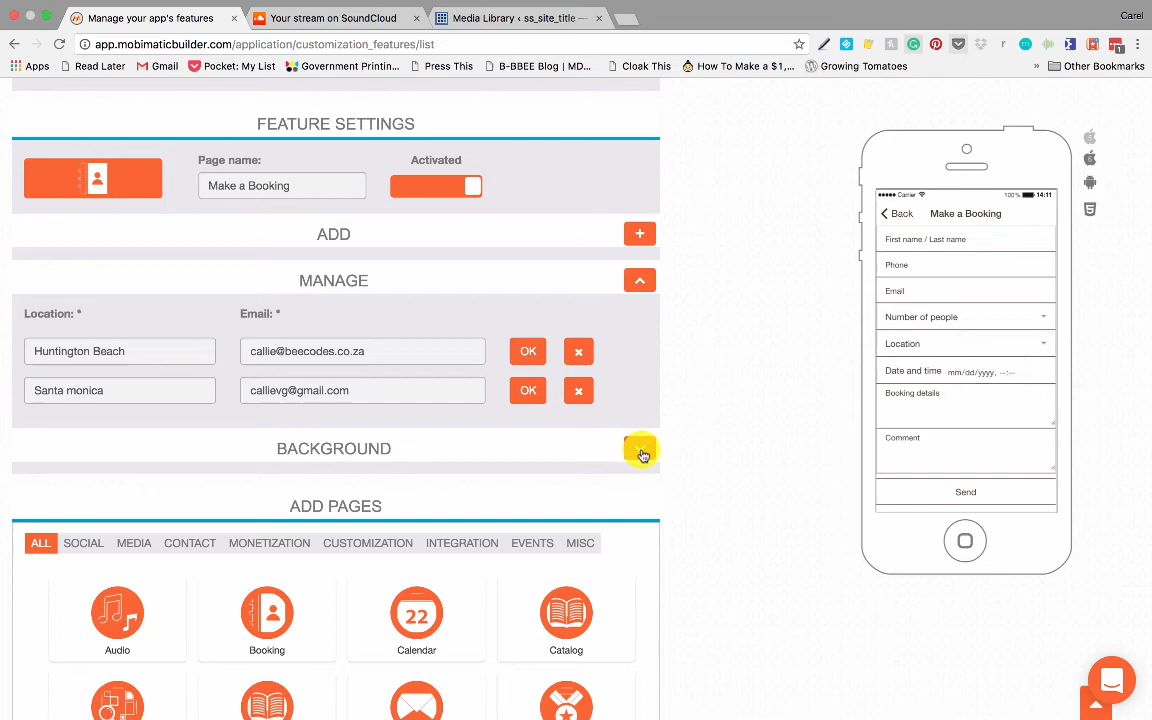 Manage your app's features
Your stream on SoundCloud
Media Library ‹ ss_site_title —
Carel
app.mobimaticbuilder.com/application/customization_features/list
Apps
Read Later
Gmail
Pocket: My List
Government Printin...
Press This
B-BBEE Blog | MD...
Cloak This
How To Make a $1,...
Growing Tomatoes
»
Other Bookmarks
FEATURE SETTINGS
Page name:
Activated
Make a Booking
ADD
MANAGE
Location: *
Email: *
Huntington Beach
callie@beecodes.co.za
OK
Santa monica
callievg@gmail.com
OK
BACKGROUND
ADD PAGES
ALL
SOCIAL
MEDIA
CONTACT
MONETIZATION
CUSTOMIZATION
INTEGRATION
EVENTS
MISC
22
Audio
Booking
Calendar
Catalog
Carrier
100%
14:11
Back
Make a Booking
First name / Last name
Phone
Email
Number of people
Location
Date and time
mm/dd/yyyy, --:--
Booking details
Comment
Send